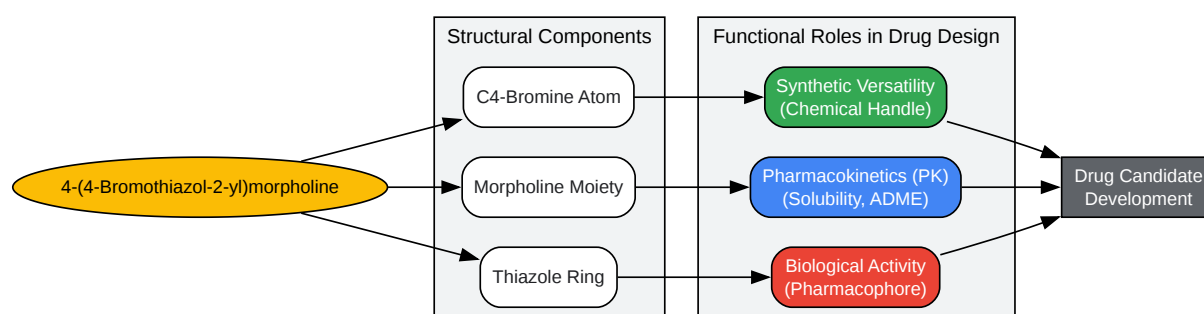 Structural Components
Functional Roles in Drug Design
4-(4-Bromothiazol-2-yl)morpholine
C4-Bromine Atom
Morpholine Moiety
Thiazole Ring
Synthetic Versatility
(Chemical Handle)
Pharmacokinetics (PK)
(Solubility, ADME)
Biological Activity
(Pharmacophore)
Drug Candidate
Development